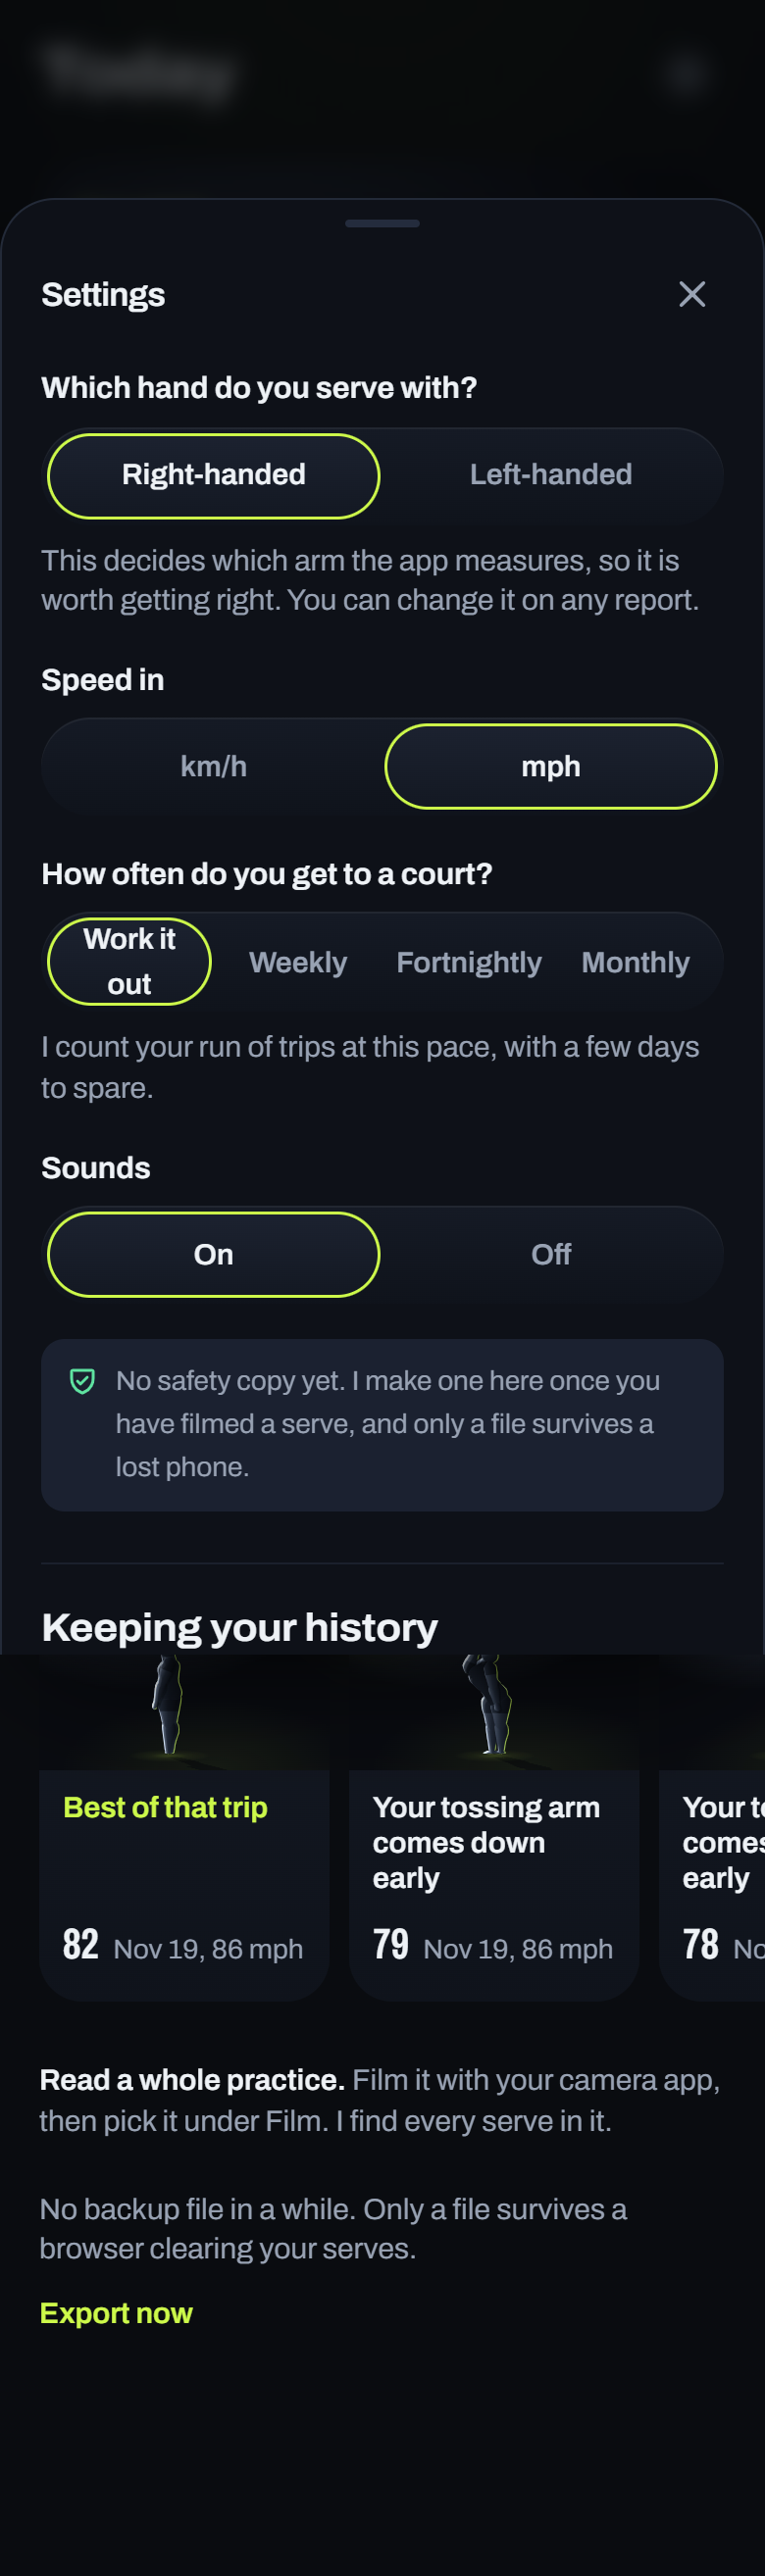 Today
Settings
Which hand do you serve with?
Right-handed
Left-handed
This decides which arm the app measures, so it is
worth getting right. You can change it on any report.
Speed in
km/h
mph
How often do you get to a court?
Work it
out
Weekly
Fortnightly
Monthly
I count your run of trips at this pace, with a few days
to spare.
Sounds
On
Off
No safety copy yet. I make one here once you
have filmed a serve, and only a file survives a
lost phone.
Keeping your history
Best of that trip
82 Nov 19, 86 mph
Your tossing arm
comes down
early
79 Nov 19, 86 mph
Your
comes
early
78
Read a whole practice. Film it with your camera app,
then pick it under Film. I find every serve in it.
No backup file in a while. Only a file survives a
browser clearing your serves.
Export now